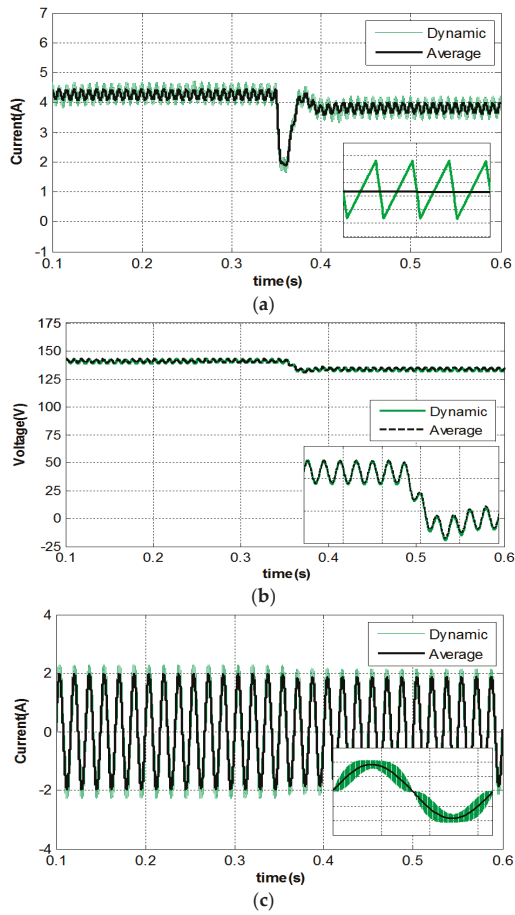 7
6
5
4
3
2
1
0
-1
Current(A)
Dynamic
Average
0.1 0.2 0.3 0.4 0.5 0.6
time(s)
(a)
175
150
125
100
75
50
25
0
-25
Voltage(V)
Dynamic
Average
0.1 0.2 0.3 0.4 0.5 0.6
time(s)
(b)
4
2
0
-2
-4
Current(A)
Dynamic
Average
0.1 0.2 0.3 0.4 0.5 0.6
time(s)
(c)